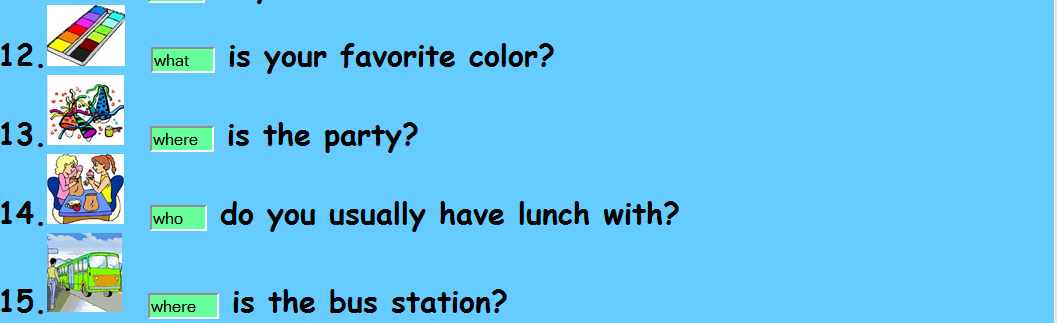 12. what is your favorite color?
13. where is the party?
14. who do you usually have lunch with?
15. where is the bus station?